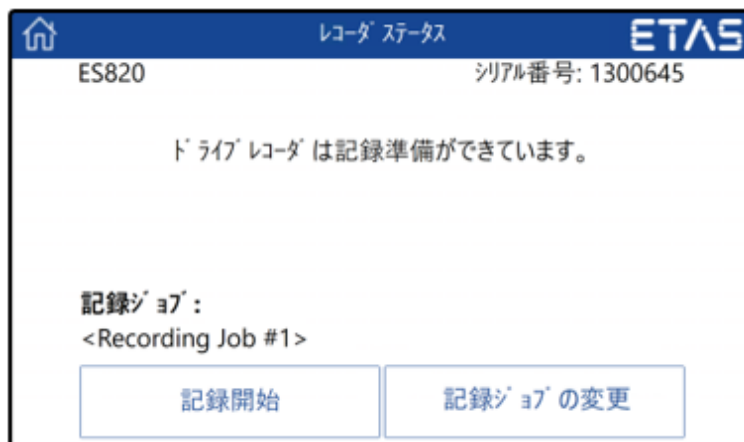 ﾚｺｰﾀﾞ ｽﾃｰﾀｽ ETAS
ES820 ｼﾘｱﾙ番号: 1300645
ﾄﾞﾗｲﾌﾞﾚｺｰﾀﾞは記録準備ができています。
記録ｼﾞｮﾌﾞ:
<Recording Job #1>
記録開始 記録ｼﾞｮﾌﾞの変更